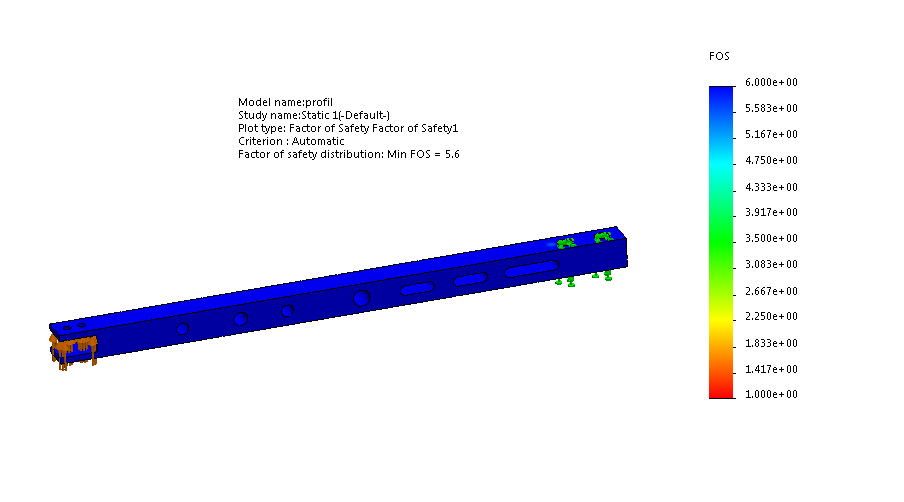 FOS
Model name:profil
Study name:Static 1(-Default-)
Plot type: Factor of Safety Factor of Safety1
Criterion : Automatic
Factor of safety distribution: Min FOS = 5.6
6.000e+00
5.583e+00
5.167e+00
4.750e+00
4.333e+00
3.917e+00
3.500e+00
3.083e+00
2.667e+00
2.250e+00
1.833e+00
1.417e+00
1.000e+00